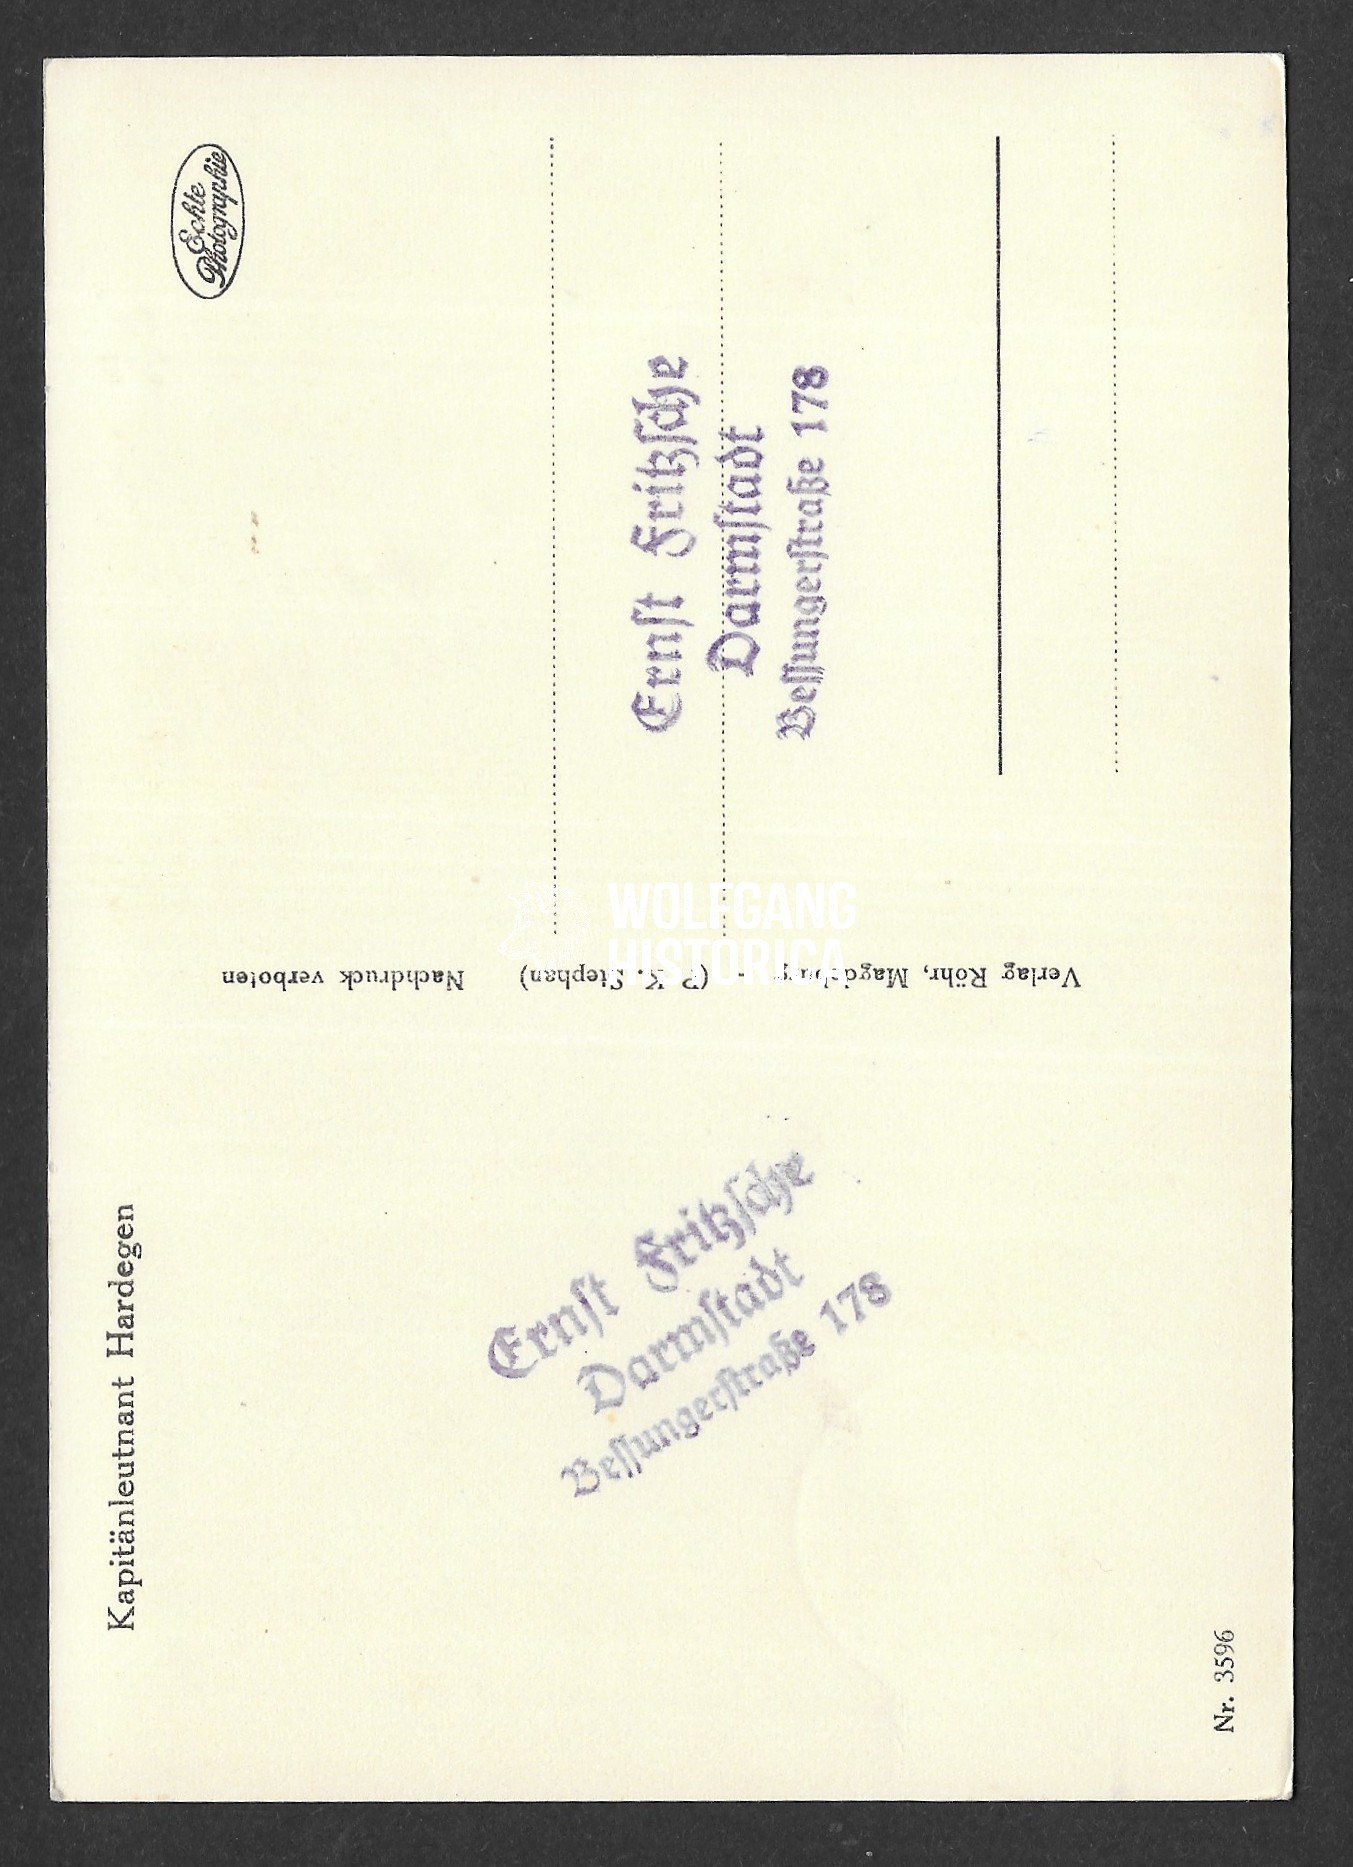 Kapitänleutnant Hardegen
Echte
Photographie
Ernst Fritzsche
Darmstadt
Bessungerstraße 178
Verlag Röhr, Magdeburg - (P. K. Stephan) Nachdruck verboten
Ernst Fritzsche
Darmstadt
Bessungerstraße 178
Nr. 3596
WOLFGANG
HISTORICA